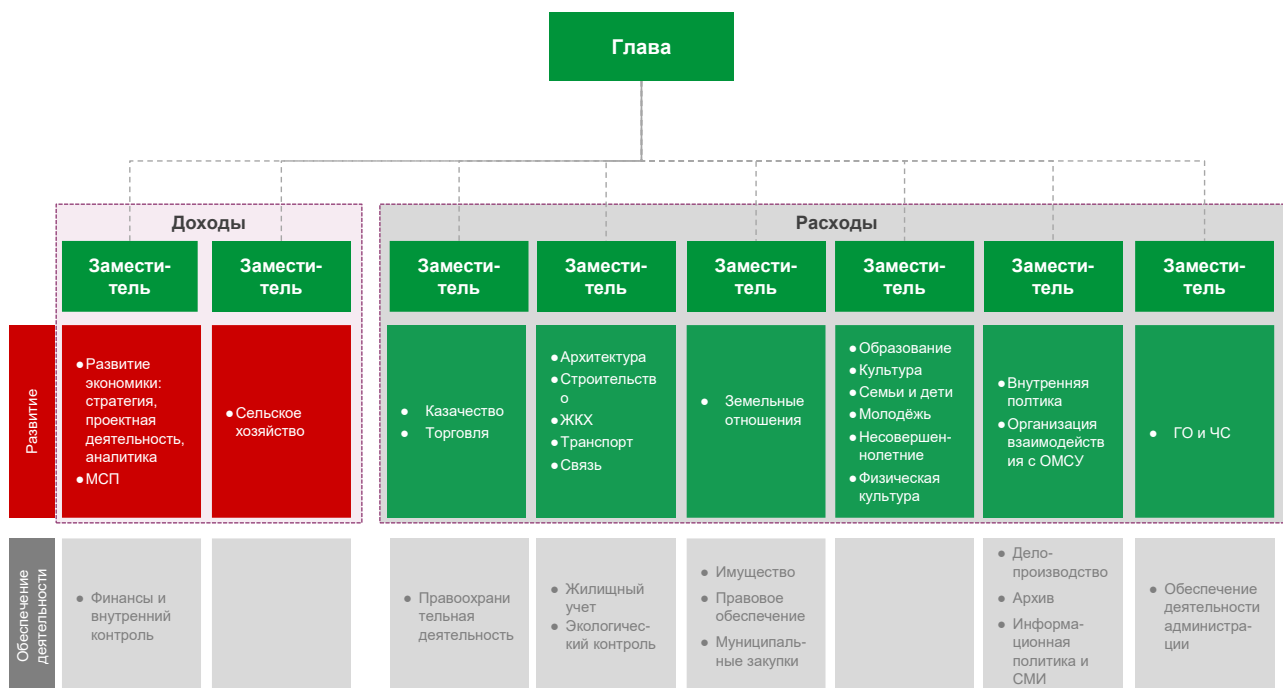 Глава
Доходы
Расходы
Замести-
тель
Замести-
тель
Замести-
тель
Замести-
тель
Замести-
тель
Замести-
тель
Замести-
тель
Замести-
тель
Развитие
● Развитие
экономики:
стратегия,
проектная
деятельность,
аналитика
● МСП
● Сельское
хозяйство
● Казачество
● Торговля
● Архитектура
● Строительств
о
● ЖКХ
● Транспорт
● Связь
● Земельные
отношения
● Образование
● Культура
● Семьи и дети
● Молодёжь
● Несовершен-
нолетние
● Физическая
культура
● Внутренняя
полтика
● Организация
взаимодейств
ия с ОМСУ
● ГО и ЧС
Обеспечение
деятельности
● Финансы и
внутренний
контроль
● Правоохрани
тельная
деятельность
● Жилищный
учет
● Экологичес-
кий контроль
● Имущество
● Правовое
обеспечение
● Муниципаль-
ные закупки
● Дело-
производство
● Архив
● Информа-
ционная
политика и
СМИ
● Обеспечение
деятельности
администра-
ции